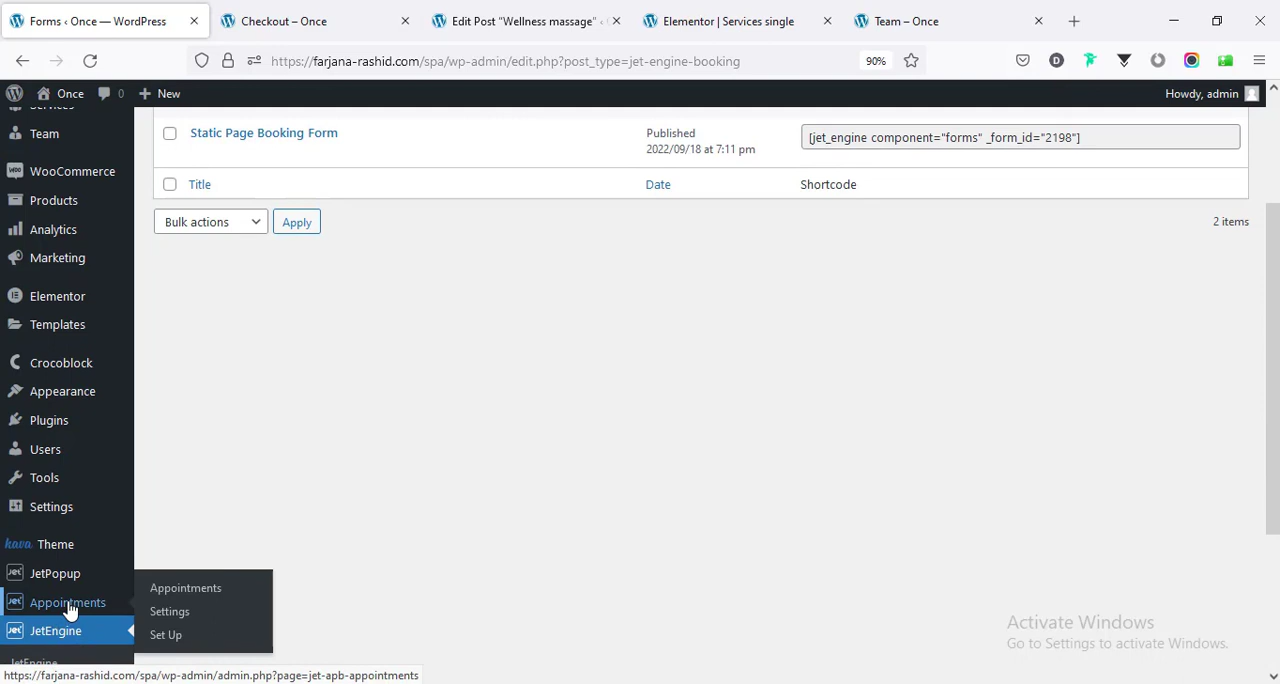 Forms ‹ Once — WordPress
Checkout – Once
Edit Post "Wellness massage" ‹
Elementor | Services single
Team – Once
https://farjana-rashid.com/spa/wp-admin/edit.php?post_type=jet-engine-booking
90%
Once
0
New
Howdy, admin
Services
Team
WooCommerce
Products
Analytics
Marketing
Elementor
Templates
Crocoblock
Appearance
Plugins
Users
Tools
Settings
kava Theme
JetPopup
Appointments
JetEngine
JetEngine
Appointments
Settings
Set Up
Static Page Booking Form
Published
2022/09/18 at 7:11 pm
[jet_engine component="forms" _form_id="2198"]
Title
Date
Shortcode
Bulk actions
Apply
2 items
Activate Windows
Go to Settings to activate Windows.
https://farjana-rashid.com/spa/wp-admin/admin.php?page=jet-apb-appointments